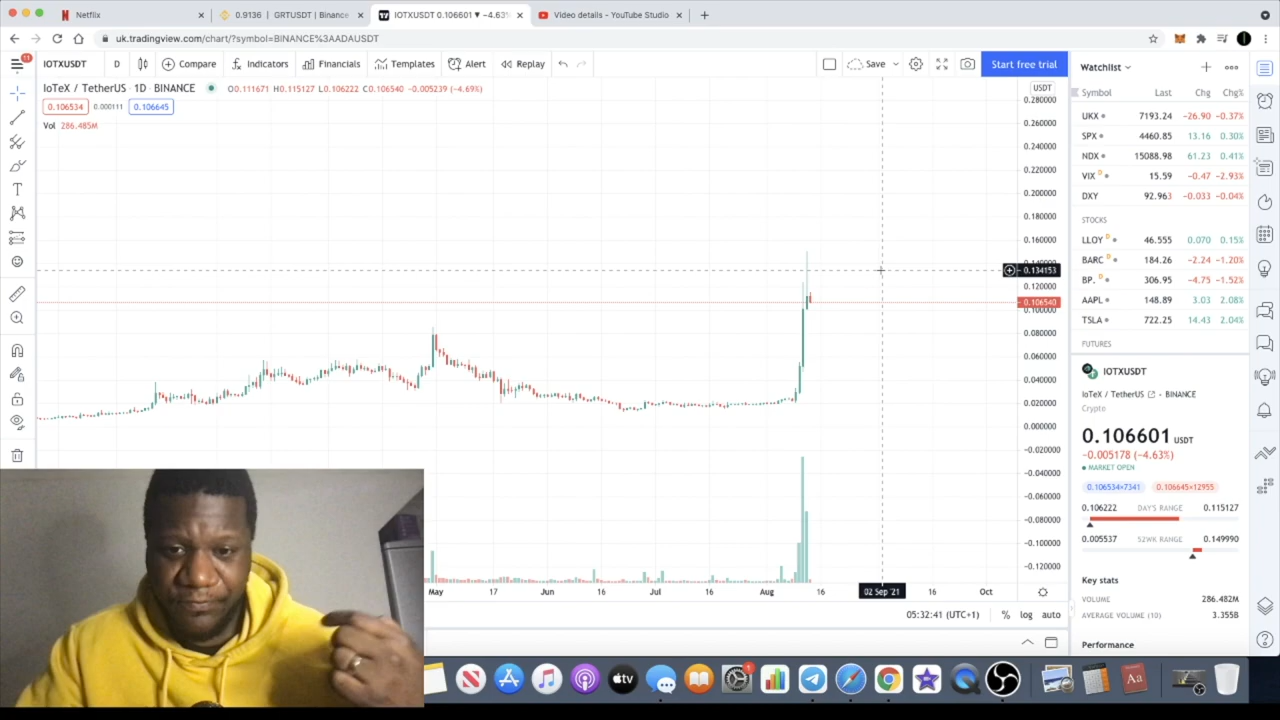 Netflix
0.9136 | GRTUSDT | Binance
IOTXUSDT 0.106601 ▼ −4.63%
Video details - YouTube Studio
uk.tradingview.com/chart/?symbol=BINANCE%3AADAUSDT
11
IOTXUSDT D Compare Indicators Financials Templates Alert Replay Save Start free trial
IoTeX / TetherUS · 1D · BINANCE O0.111671 H0.115127 L0.106222 C0.106540 −0.005239 (−4.69%)
0.106534 0.000111 0.106645
Vol 286.485M
USDT
0.280000
0.260000
0.240000
0.220000
0.200000
0.180000
0.160000
0.134153
0.120000
0.106540
0.100000
0.080000
0.060000
0.040000
0.020000
0.000000
−0.020000
−0.040000
−0.060000
−0.080000
−0.100000
−0.120000
May 17 Jun 16 Jul 16 Aug 16 02 Sep '21 16 Oct
05:32:41 (UTC+1) % log auto
Watchlist
Symbol Last Chg Chg%
UKX 7193.24 −26.90 −0.37%
SPX 4460.85 13.16 0.30%
NDX 15088.98 61.23 0.41%
VIX D 15.59 −0.47 −2.93%
DXY 92.963 −0.033 −0.04%
STOCKS
LLOY D 46.555 0.070 0.15%
BARC D 184.26 −2.24 −1.20%
BP. D 306.95 −4.75 −1.52%
AAPL 148.89 3.03 2.08%
TSLA 722.25 14.43 2.04%
FUTURES
IOTXUSDT
IoTeX / TetherUS · BINANCE
Crypto
0.106601 USDT
−0.005178 (−4.63%)
MARKET OPEN
0.106534×7341 0.106645×12955
0.106222 DAY'S RANGE 0.115127
0.005537 52WK RANGE 0.149990
Key stats
VOLUME 286.482M
AVERAGE VOLUME (10) 3.355B
Performance
tv
1